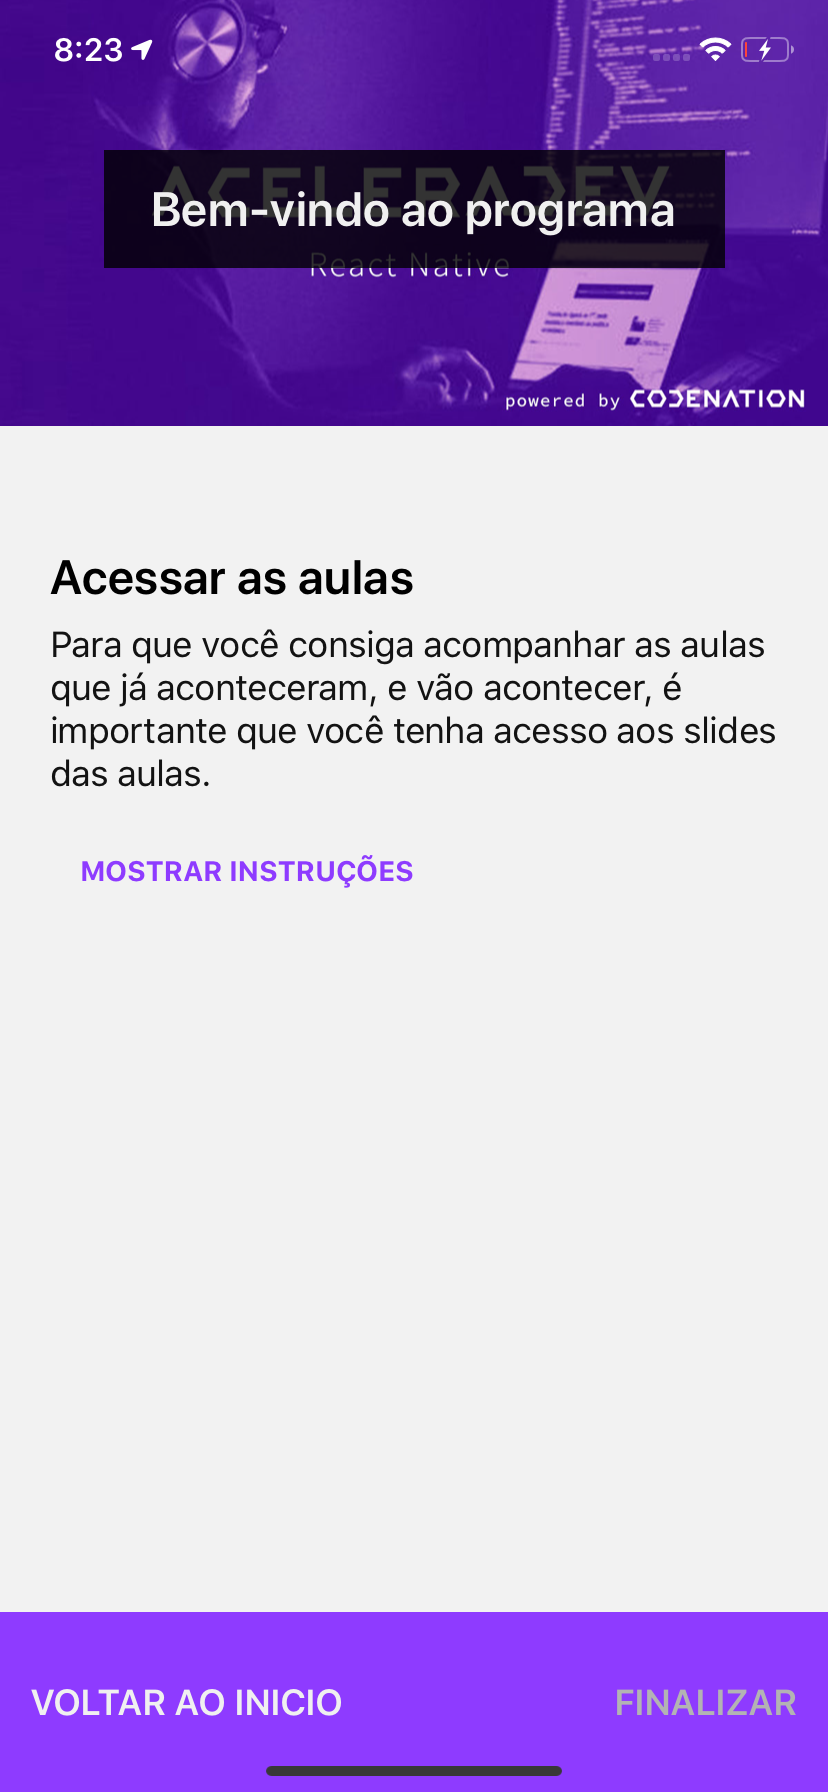 8:23
ACELERADEV
Bem-vindo ao programa
React Native
powered by CODENATION
Acessar as aulas
Para que você consiga acompanhar as aulas
que já aconteceram, e vão acontecer, é
importante que você tenha acesso aos slides
das aulas.
MOSTRAR INSTRUÇÕES
VOLTAR AO INICIO
FINALIZAR